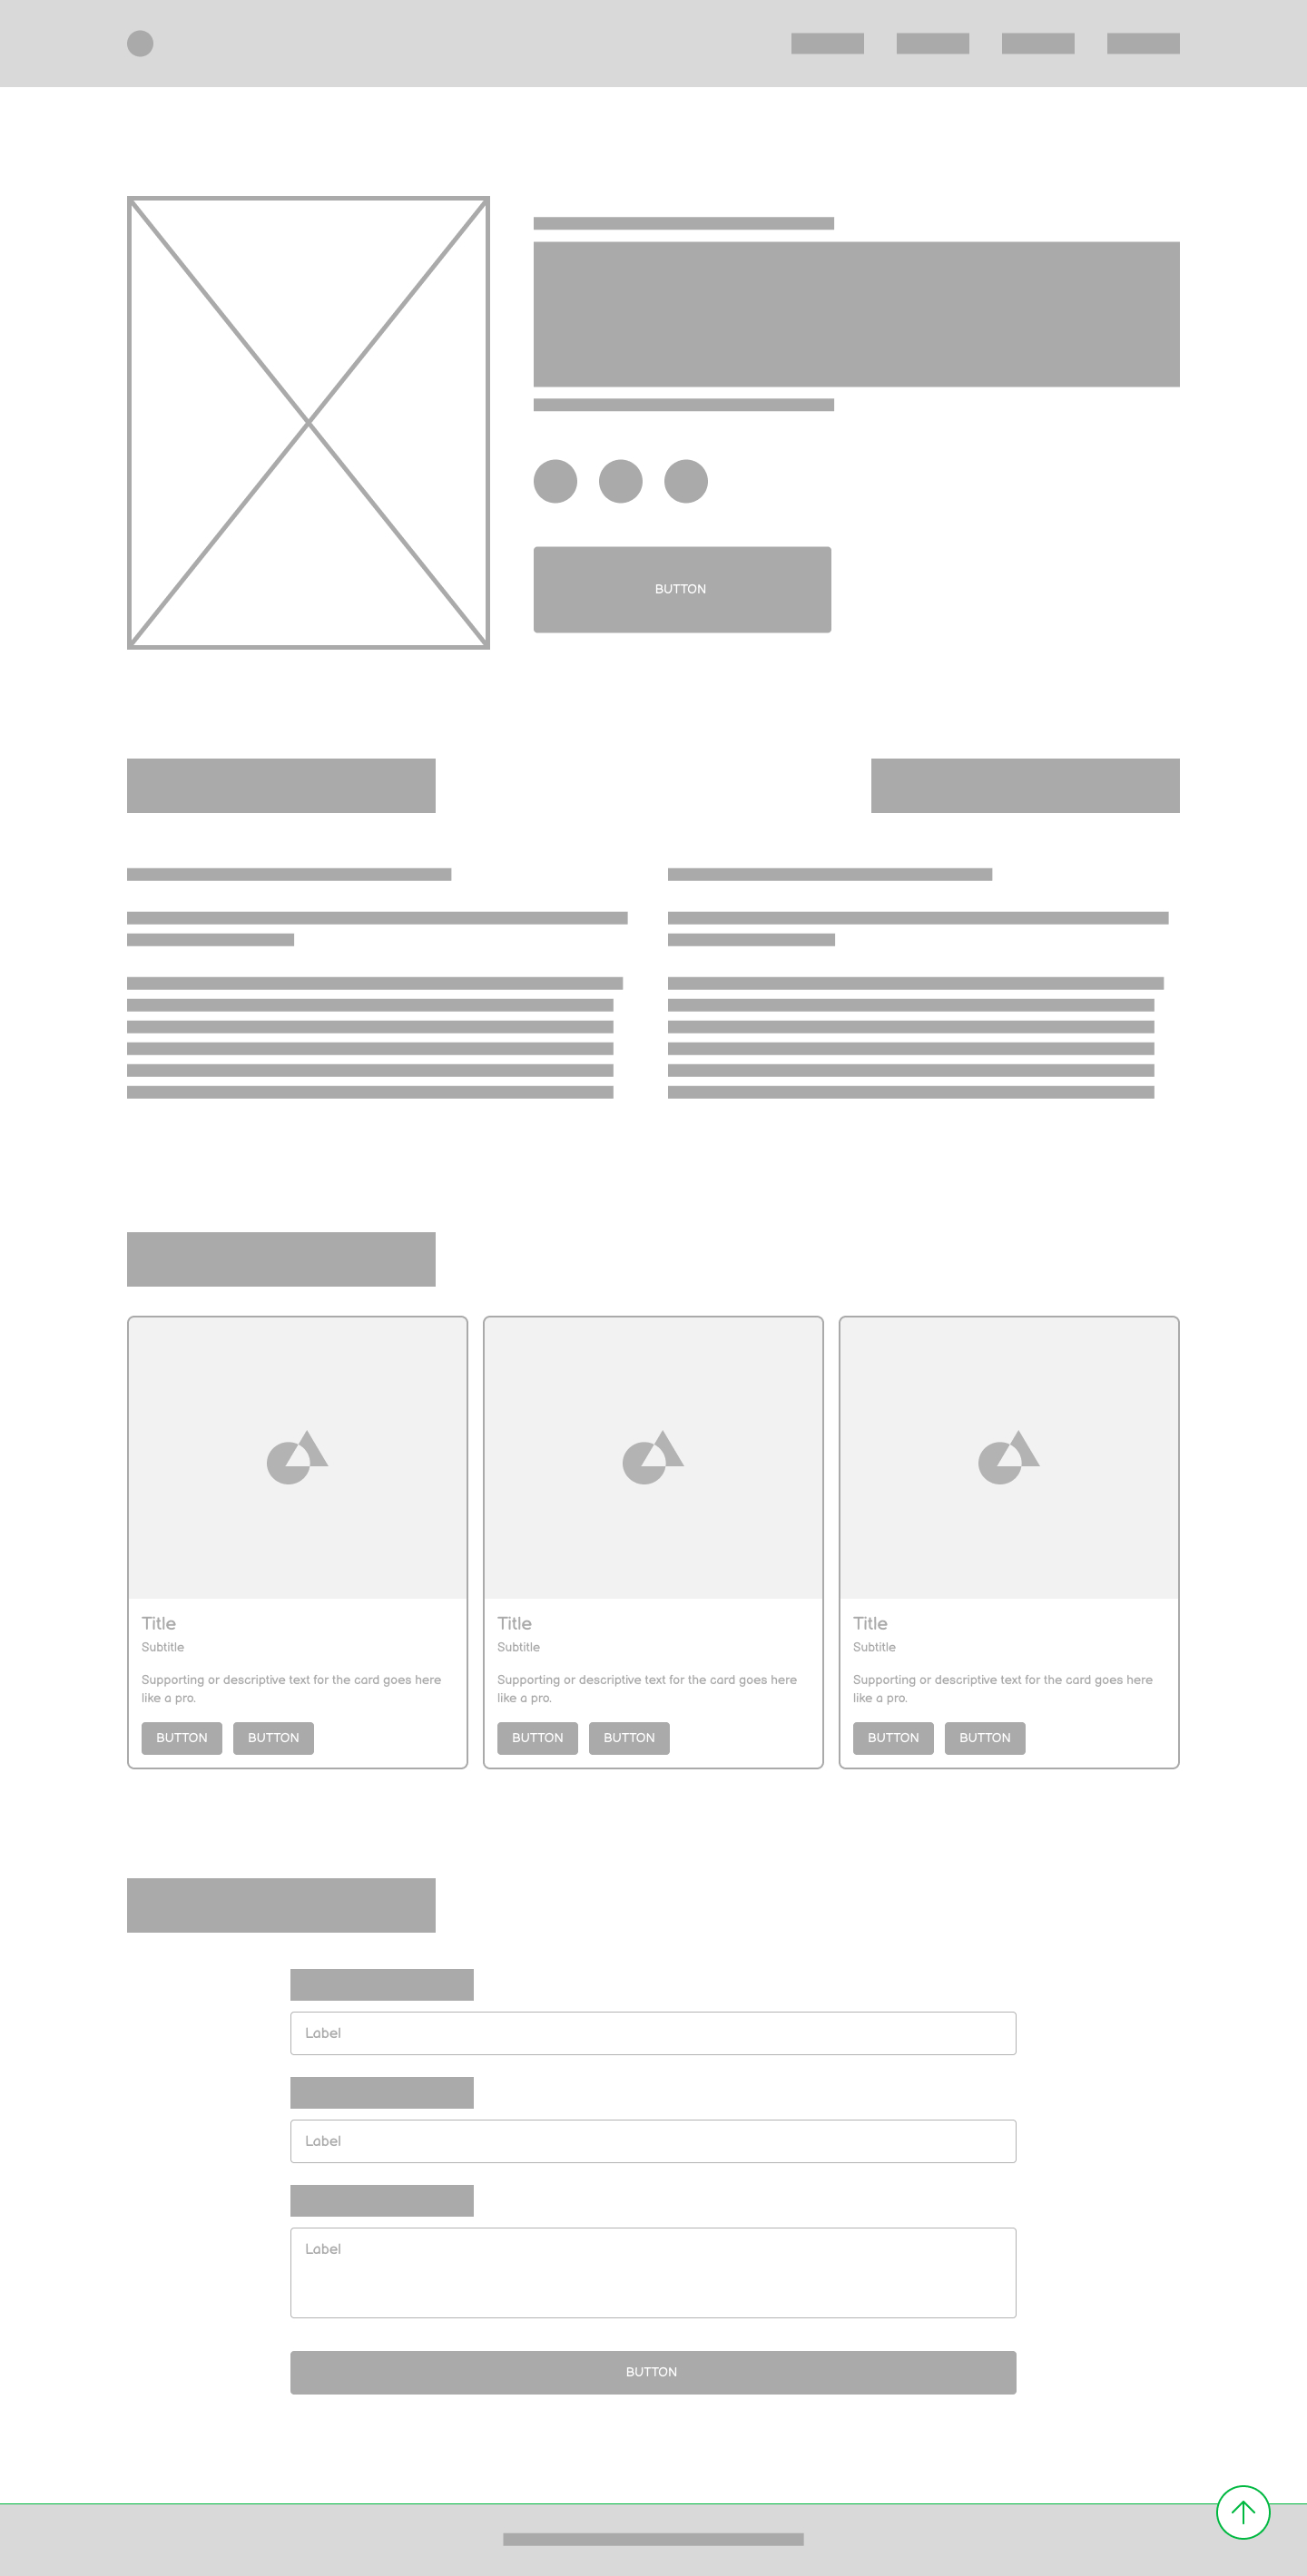 BUTTON
Title
Subtitle
Supporting or descriptive text for the card goes here
like a pro.
BUTTON BUTTON
Title
Subtitle
Supporting or descriptive text for the card goes here
like a pro.
BUTTON BUTTON
Title
Subtitle
Supporting or descriptive text for the card goes here
like a pro.
BUTTON BUTTON
Label
Label
Label
BUTTON